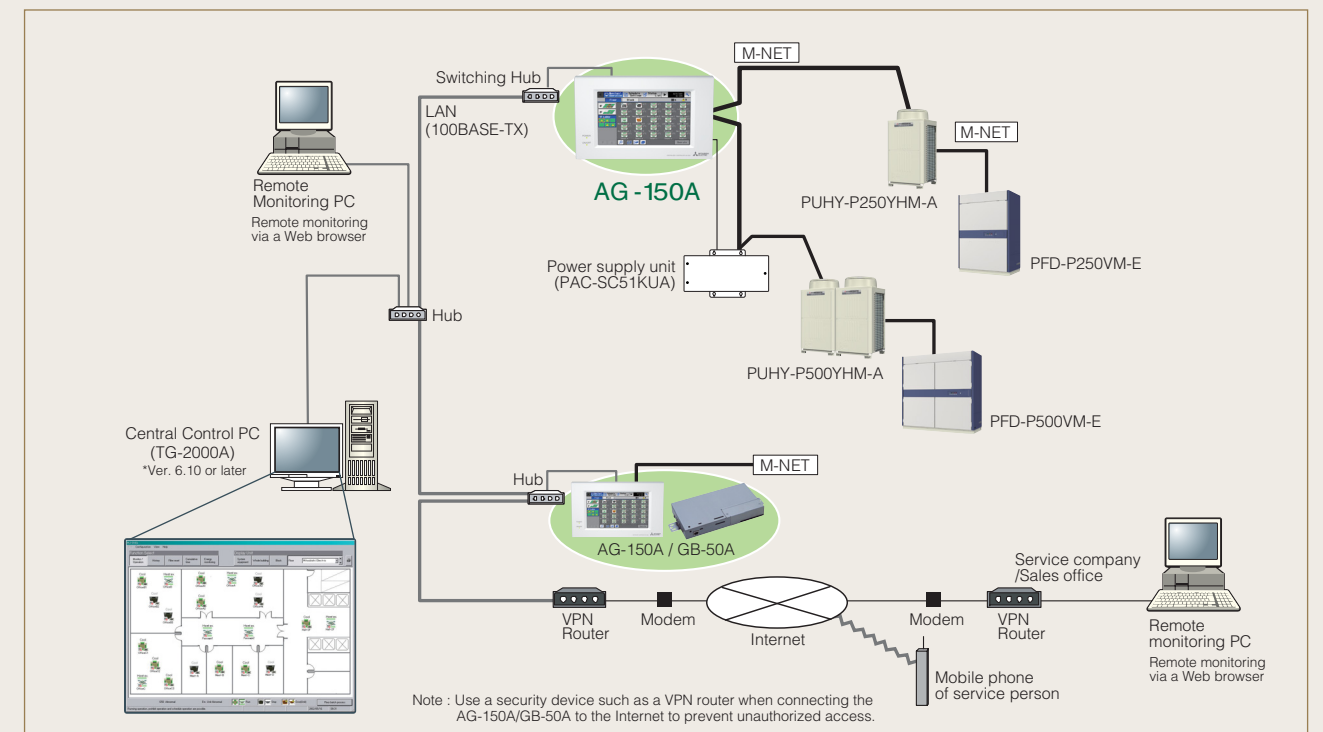 M-NET
Switching Hub
LAN
(100BASE-TX)
AG-150A
M-NET
PUHY-P250YHM-A
PFD-P250VM-E
Remote
Monitoring PC
Remote monitoring
via a Web browser
Power supply unit
(PAC-SC51KUA)
Hub
PUHY-P500YHM-A
PFD-P500VM-E
Central Control PC
(TG-2000A)
*Ver. 6.10 or later
Hub
M-NET
AG-150A / GB-50A
Service company
/Sales office
VPN
Router
Modem
Internet
Modem
VPN
Router
Remote
monitoring PC
Remote monitoring
via a Web browser
Mobile phone
of service person
Note : Use a security device such as a VPN router when connecting the
AG-150A/GB-50A to the Internet to prevent unauthorized access.